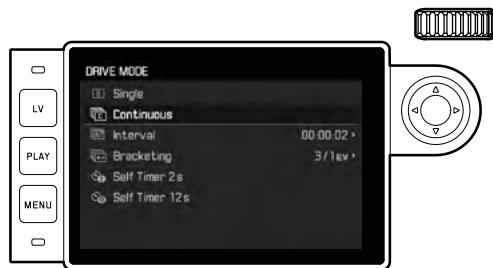 DRIVE MODE
Single
Continuous
Interval 00:00:02
Bracketing 3/1EV
Self Timer 2s
Self Timer 12s
LV
PLAY
MENU